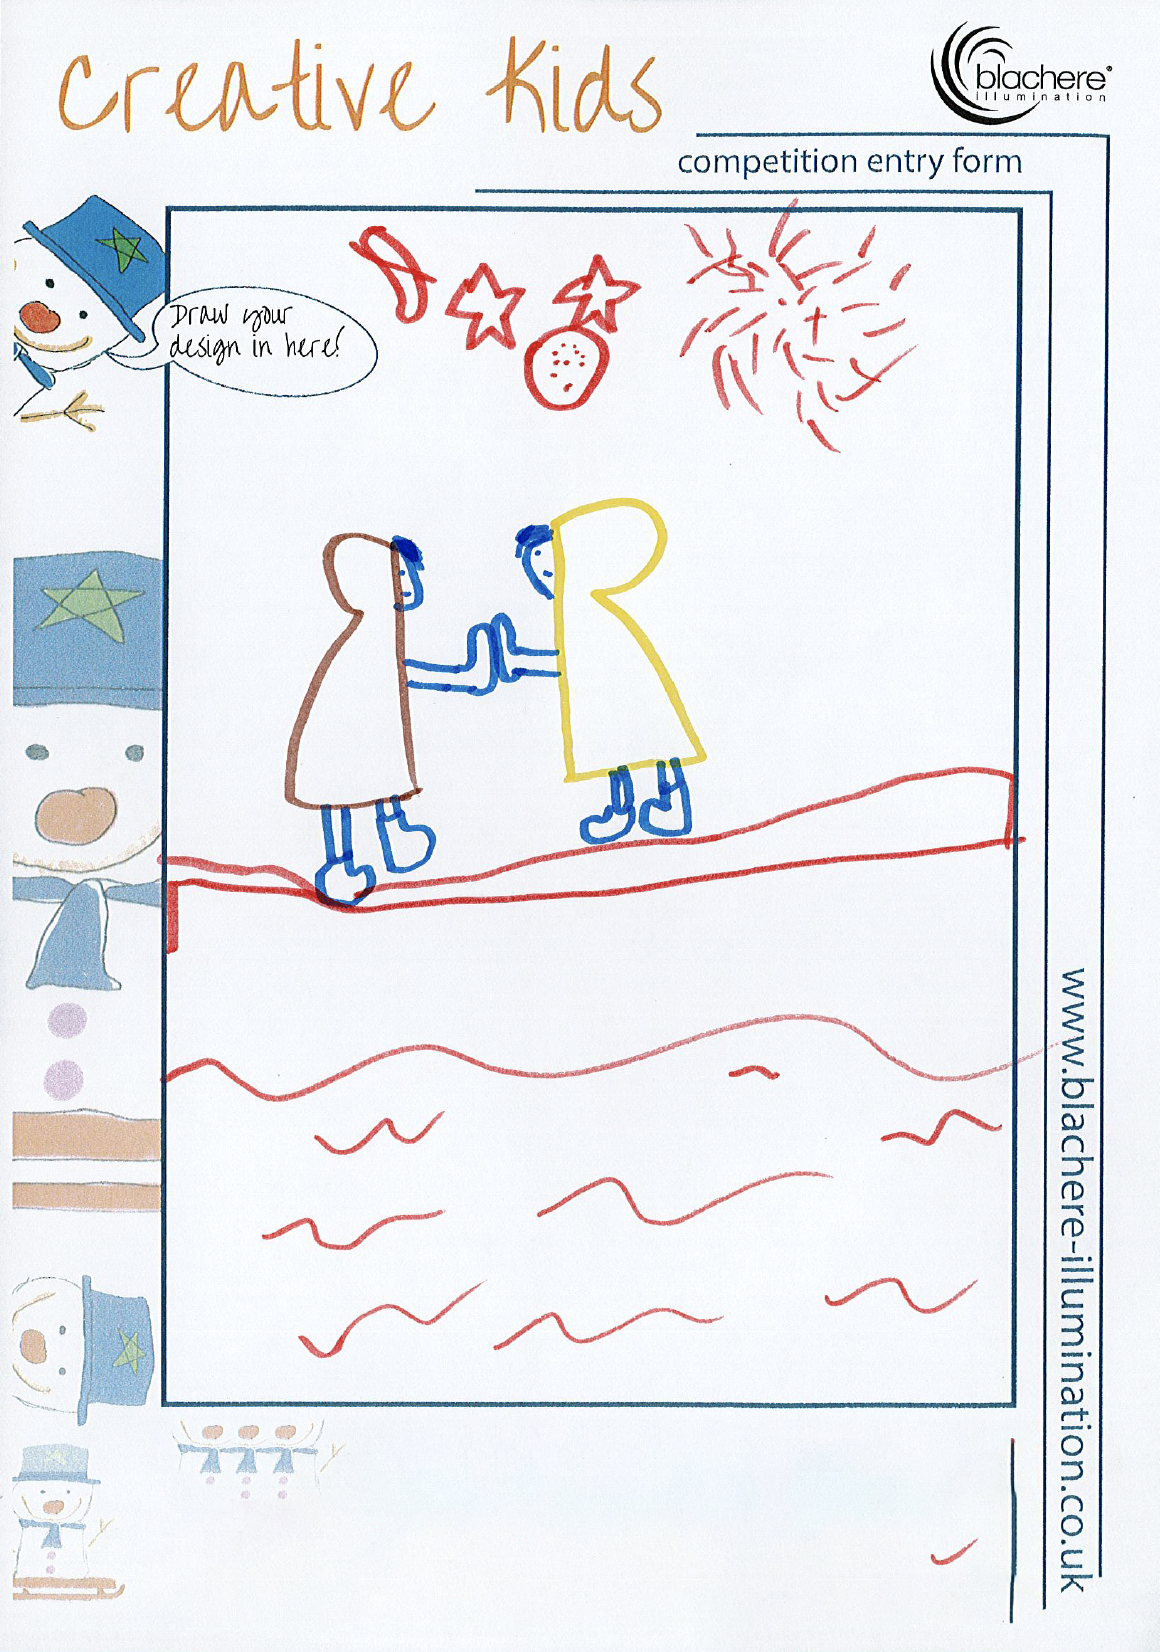 Creative Kids
blachere®
illumination
competition entry form
Draw your
design in here!
www.blachere-illumination.co.uk